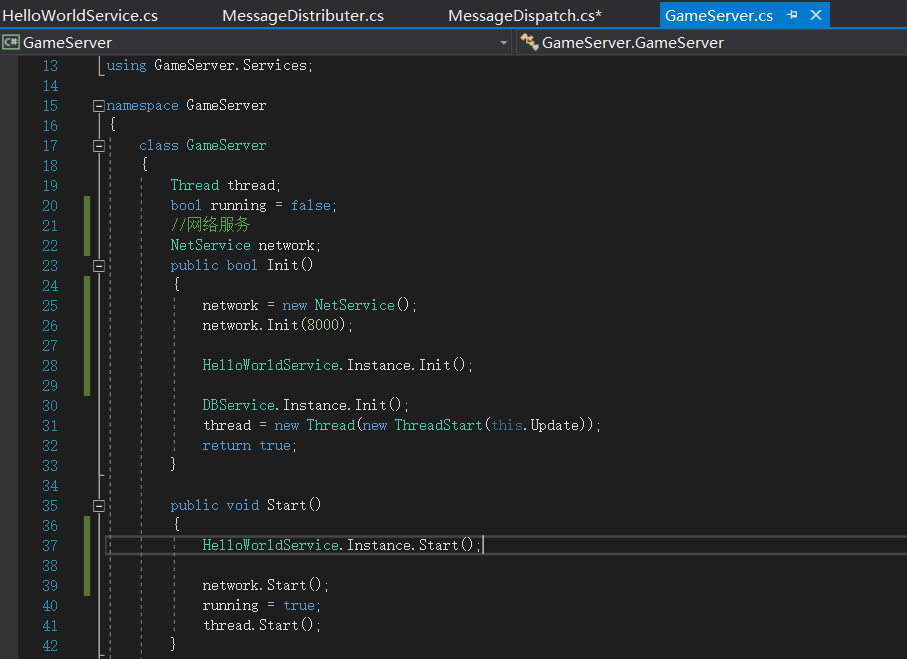 HelloWorldService.cs MessageDistributer.cs MessageDispatch.cs* GameServer.cs
C# GameServer GameServer.GameServer
13 using GameServer.Services;
14
15 namespace GameServer
16 {
17 class GameServer
18 {
19 Thread thread;
20 bool running = false;
21 //网络服务
22 NetService network;
23 public bool Init()
24 {
25 network = new NetService();
26 network.Init(8000);
27
28 HelloWorldService.Instance.Init();
29
30 DBService.Instance.Init();
31 thread = new Thread(new ThreadStart(this.Update));
32 return true;
33 }
34
35 public void Start()
36 {
37 HelloWorldService.Instance.Start();
38
39 network.Start();
40 running = true;
41 thread.Start();
42 }